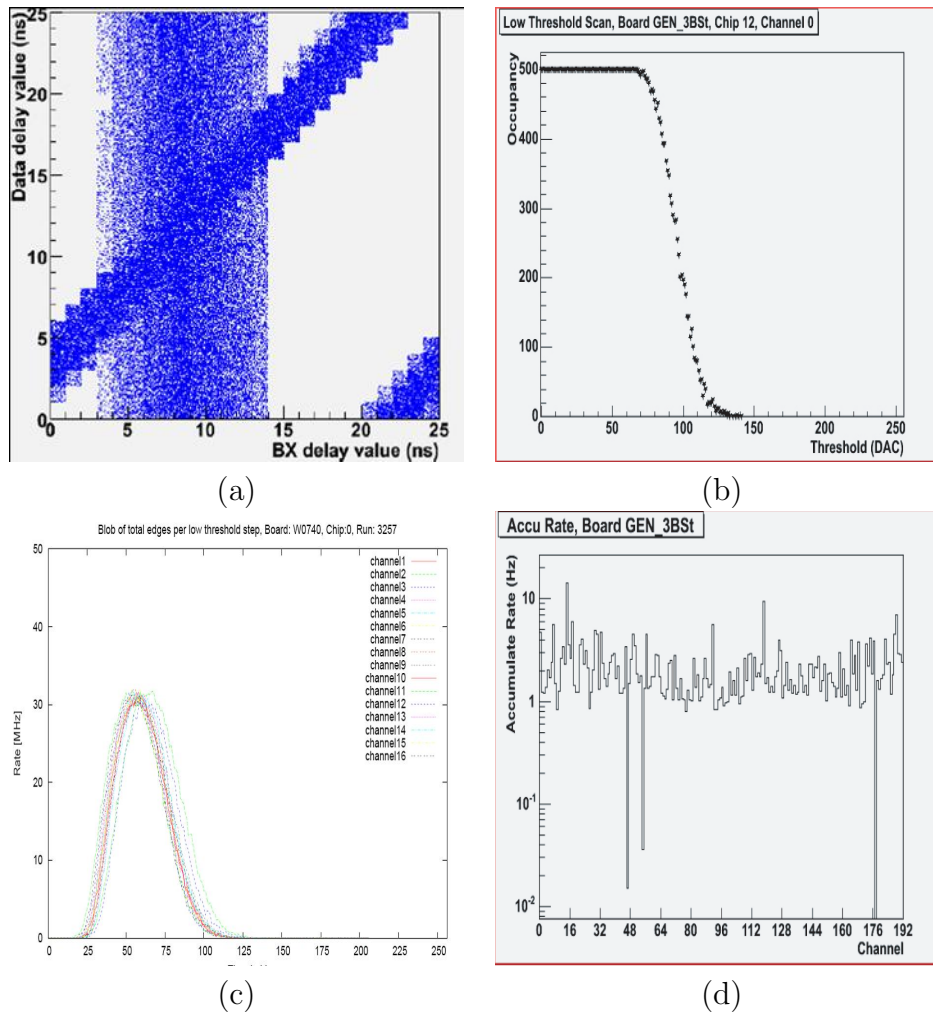 Data delay value (ns)
25
20
15
10
5
0
0 5 10 15 20 25
BX delay value (ns)
(a)
Low Threshold Scan, Board GEN_3BSt, Chip 12, Channel 0
Occupancy
500
400
300
200
100
0
0 50 100 150 200 250
Threshold (DAC)
(b)
Blob of total edges per low threshold step, Board: W0740, Chip:0, Run: 3257
Rate [MHz]
50
40
30
20
10
0
channel1
channel2
channel3
channel4
channel5
channel6
channel7
channel8
channel9
channel10
channel11
channel12
channel13
channel14
channel15
channel16
0 25 50 75 100 125 150 175 200 225 250
(c)
Accu Rate, Board GEN_3BSt
Accumulate Rate (Hz)
10
1
10-1
10-2
0 16 32 48 64 80 96 112 128 144 160 176 192
Channel
(d)